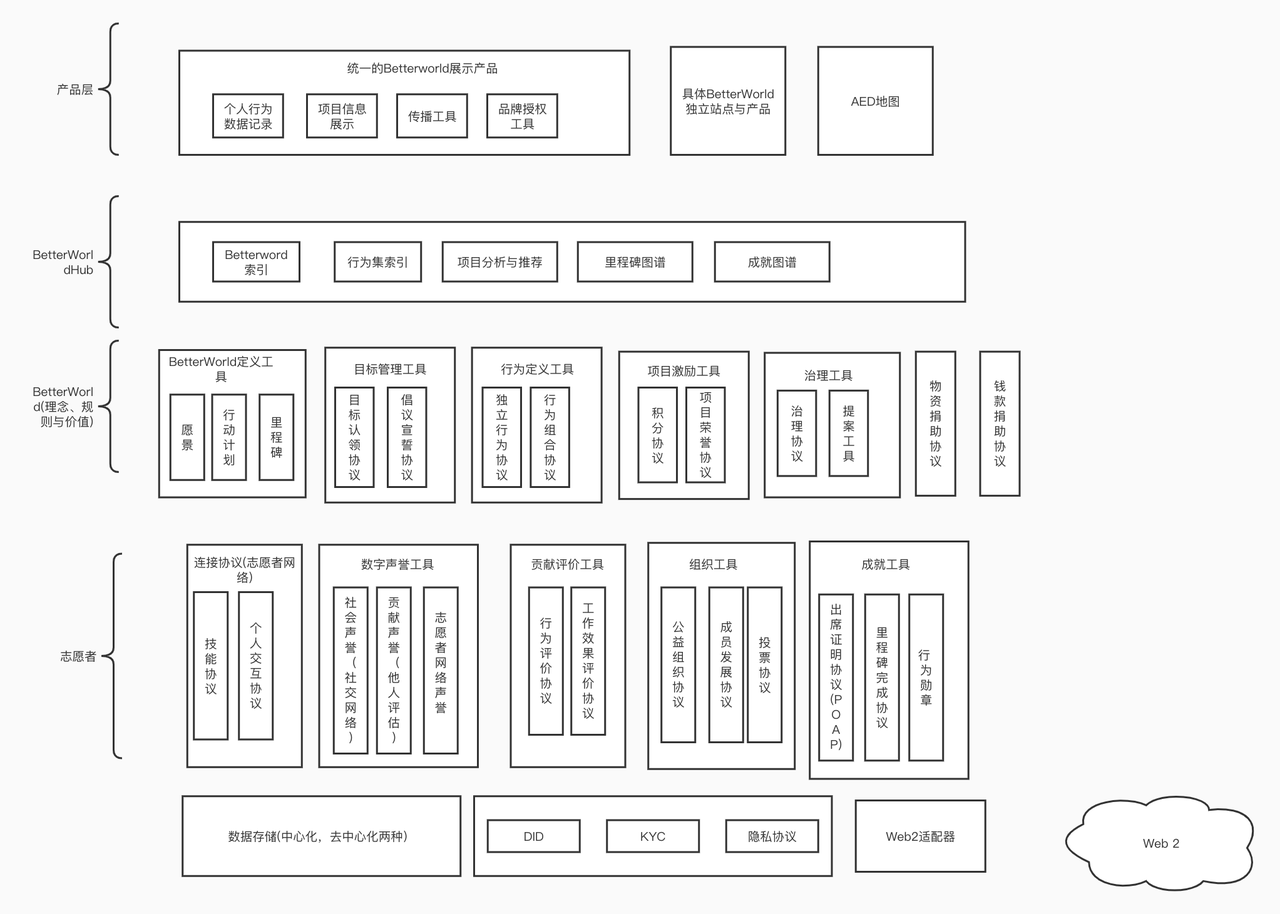 产品层
统一的Betterworld展示产品
个人行为
数据记录
项目信息
展示
传播工具
品牌授权
工具
具体BetterWorld
独立站点与产品
AED地图
BetterWorl
dHub
Betterword
索引
行为集索引
项目分析与推荐
里程碑图谱
成就图谱
BetterWorl
d(理念、规
则与价值)
BetterWorld定义工
具
愿景
行动计划
里程碑
目标管理工具
目标认领协议
倡议宣誓协议
行为定义工具
独立行为协议
行为组合协议
项目激励工具
积分协议
项目荣誉协议
治理工具
治理协议
提案工具
物资捐助协议
钱款捐助协议
志愿者
连接协议(志愿者网
络)
技能协议
个人交互协议
数字声誉工具
社会声誉(社交网络)
贡献声誉(他人评估)
志愿者网络声誉
贡献评价工具
行为评价协议
工作效果评价协议
组织工具
公益组织协议
成员发展协议
投票协议
成就工具
出席证明协议(POAP)
里程碑完成协议
行为勋章
数据存储(中心化，去中心化两种)
DID
KYC
隐私协议
Web2适配器
Web 2